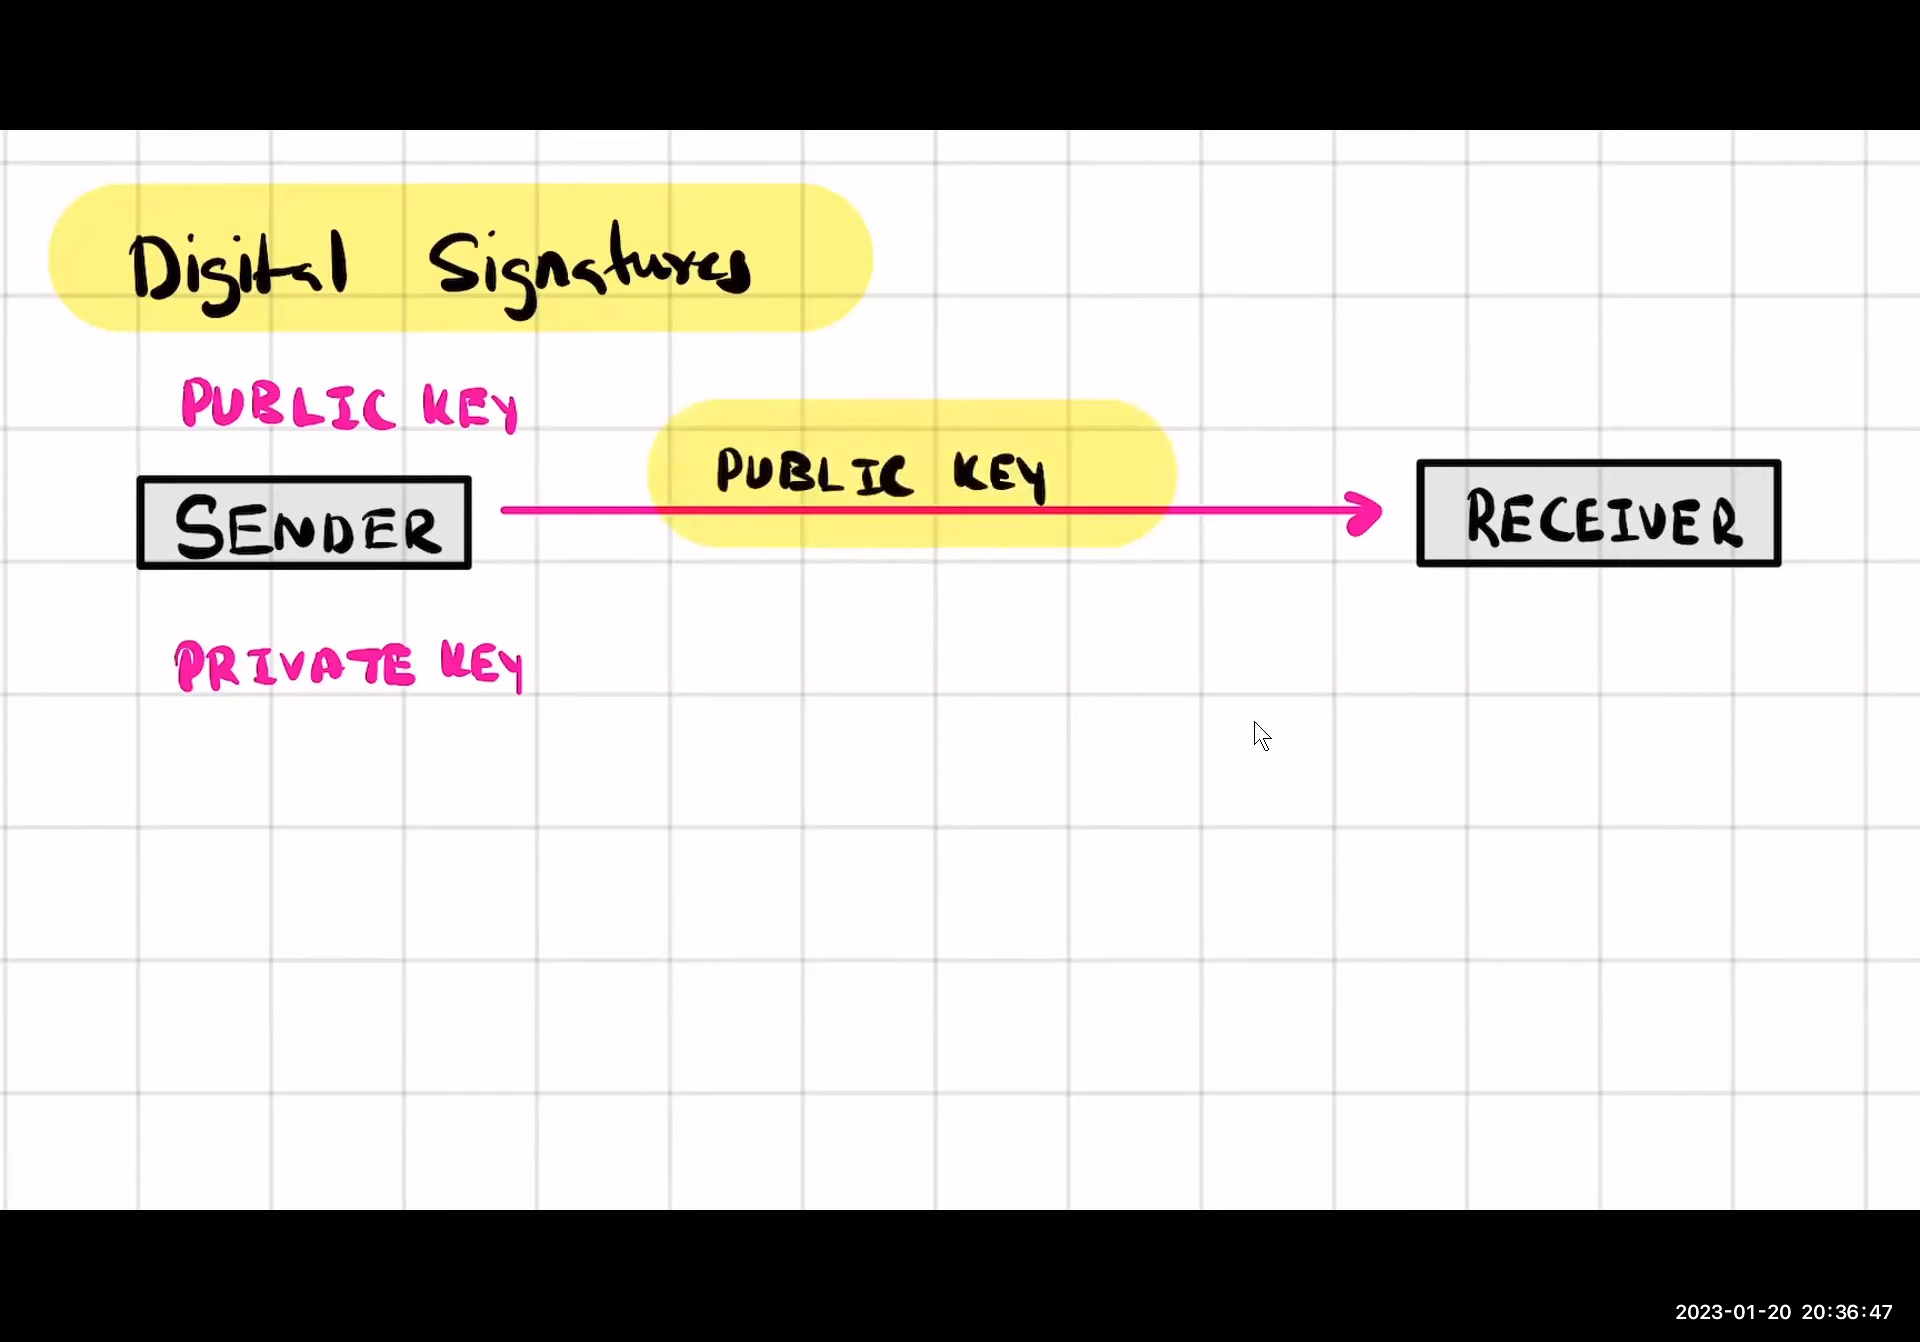 Digital Signatures
PUBLIC KEY
PUBLIC KEY
SENDER
RECEIVER
PRIVATE KEY
2023-01-20 20:36:47